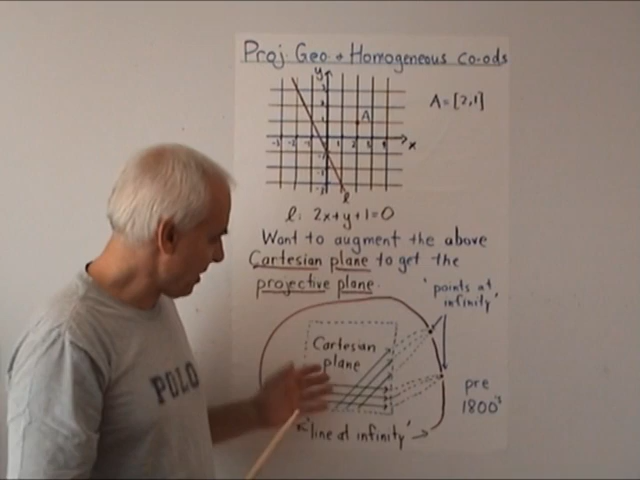 Proj. Geo + Homogeneous co-ods
y
A = [2,1]
A
x
l
l: 2x+y+1=0
Want to augment the above
Cartesian plane to get the
projective plane.
'points at
infinity'
Cartesian
plane
pre
1800's
'line at infinity'
POLO